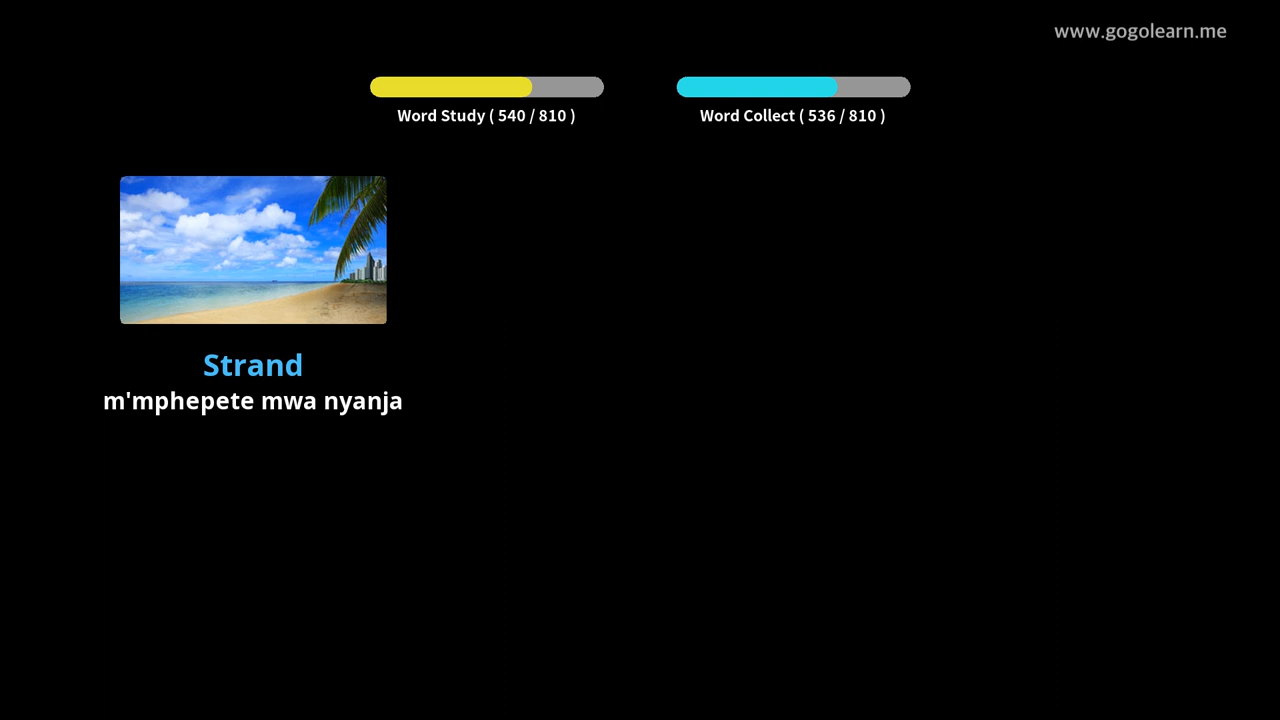 www.gogolearn.me
Word Study ( 540 / 810 )
Word Collect ( 536 / 810 )
Strand
m'mphepete mwa nyanja